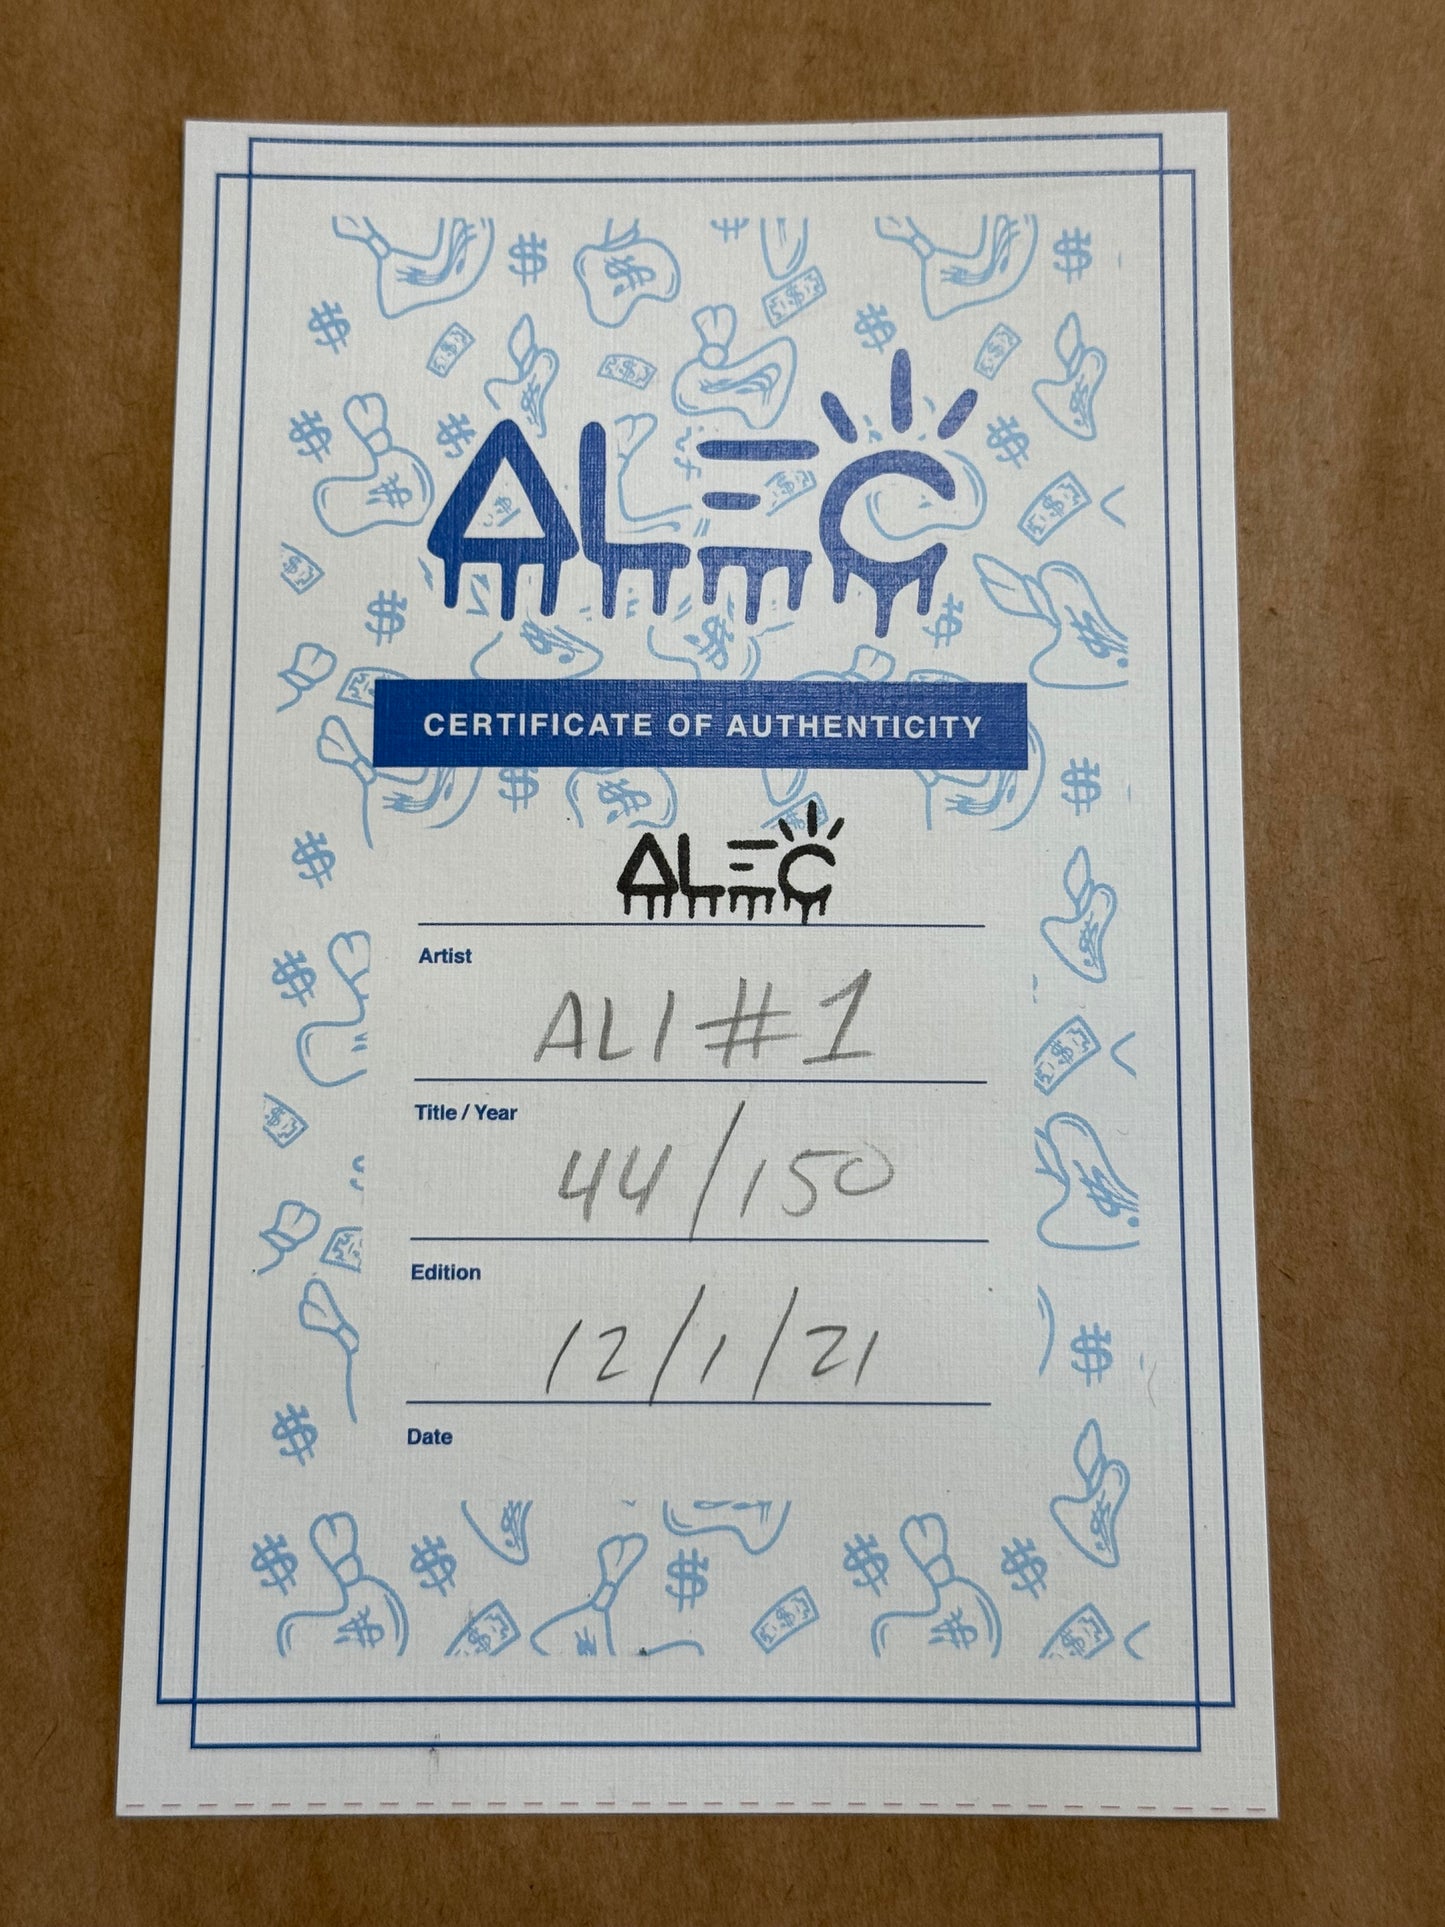 ALEC
CERTIFICATE OF AUTHENTICITY
ALEC
Artist
ALI #1
Title / Year
44/150
Edition
12/1/21
Date